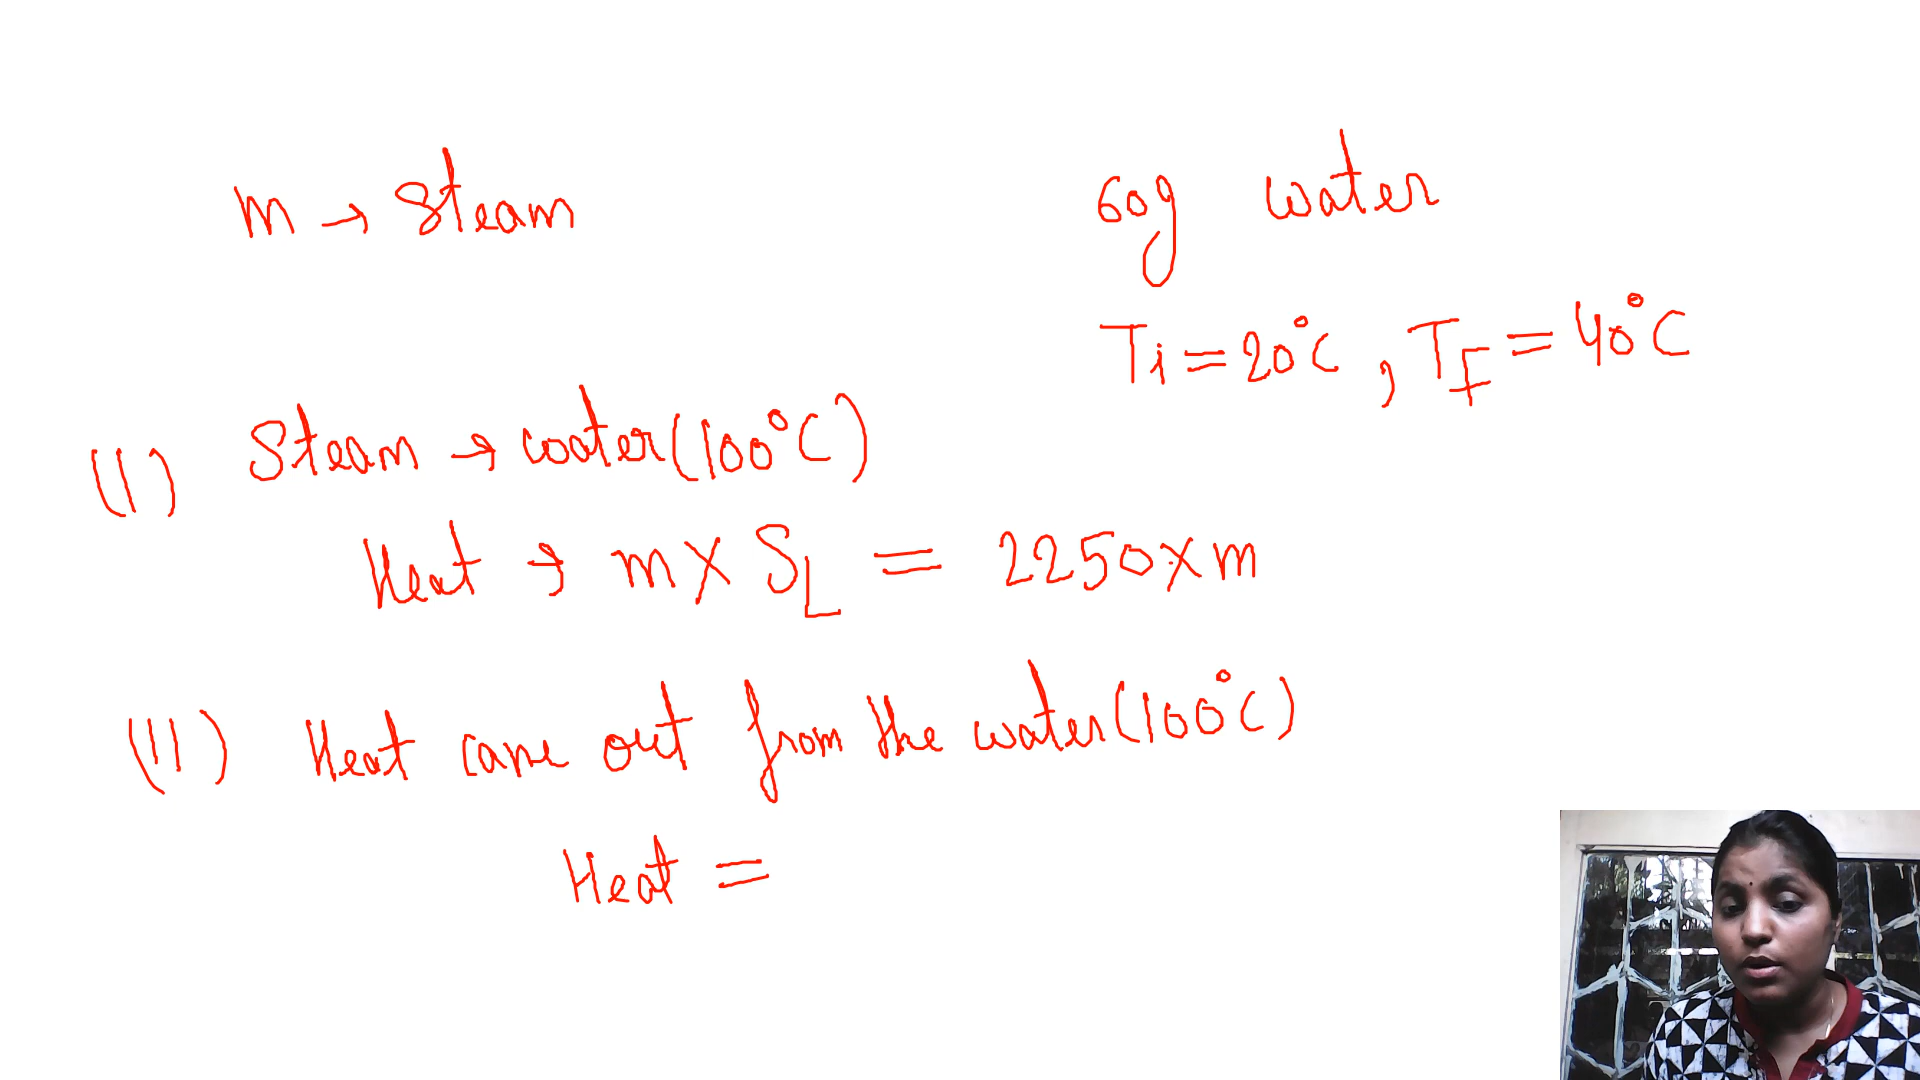 m → Steam
60g water
Ti = 20°C , TF = 40°C
(I) Steam → water (100°C)
Heat → m X SL = 2250 X m
(II) Heat came out from the water (100°C)
Heat =